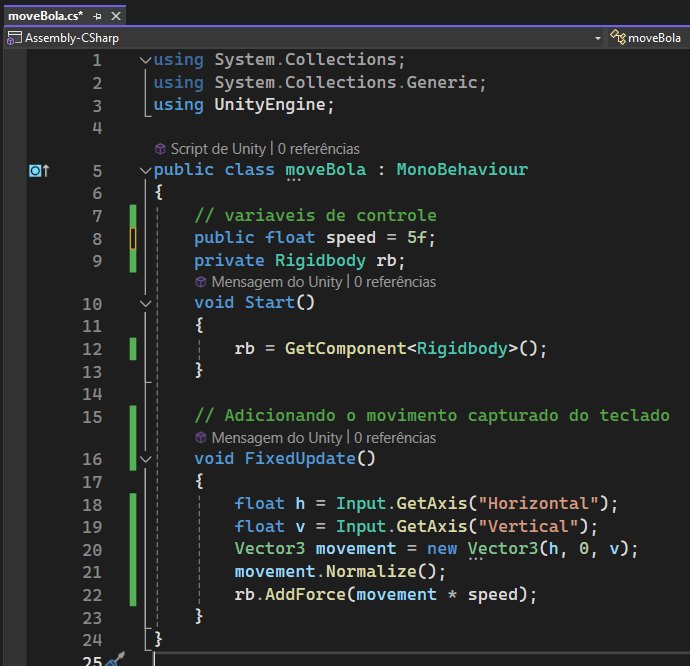 moveBola.cs*
Assembly-CSharp moveBola
1 using System.Collections;
2 using System.Collections.Generic;
3 using UnityEngine;
4
Script de Unity | 0 referências
5 public class moveBola : MonoBehaviour
6 {
7 // variaveis de controle
8 public float speed = 5f;
9 private Rigidbody rb;
Mensagem do Unity | 0 referências
10 void Start()
11 {
12 rb = GetComponent<Rigidbody>();
13 }
14
15 // Adicionando o movimento capturado do teclado
Mensagem do Unity | 0 referências
16 void FixedUpdate()
17 {
18 float h = Input.GetAxis("Horizontal");
19 float v = Input.GetAxis("Vertical");
20 Vector3 movement = new Vector3(h, 0, v);
21 movement.Normalize();
22 rb.AddForce(movement * speed);
23 }
24 }
25